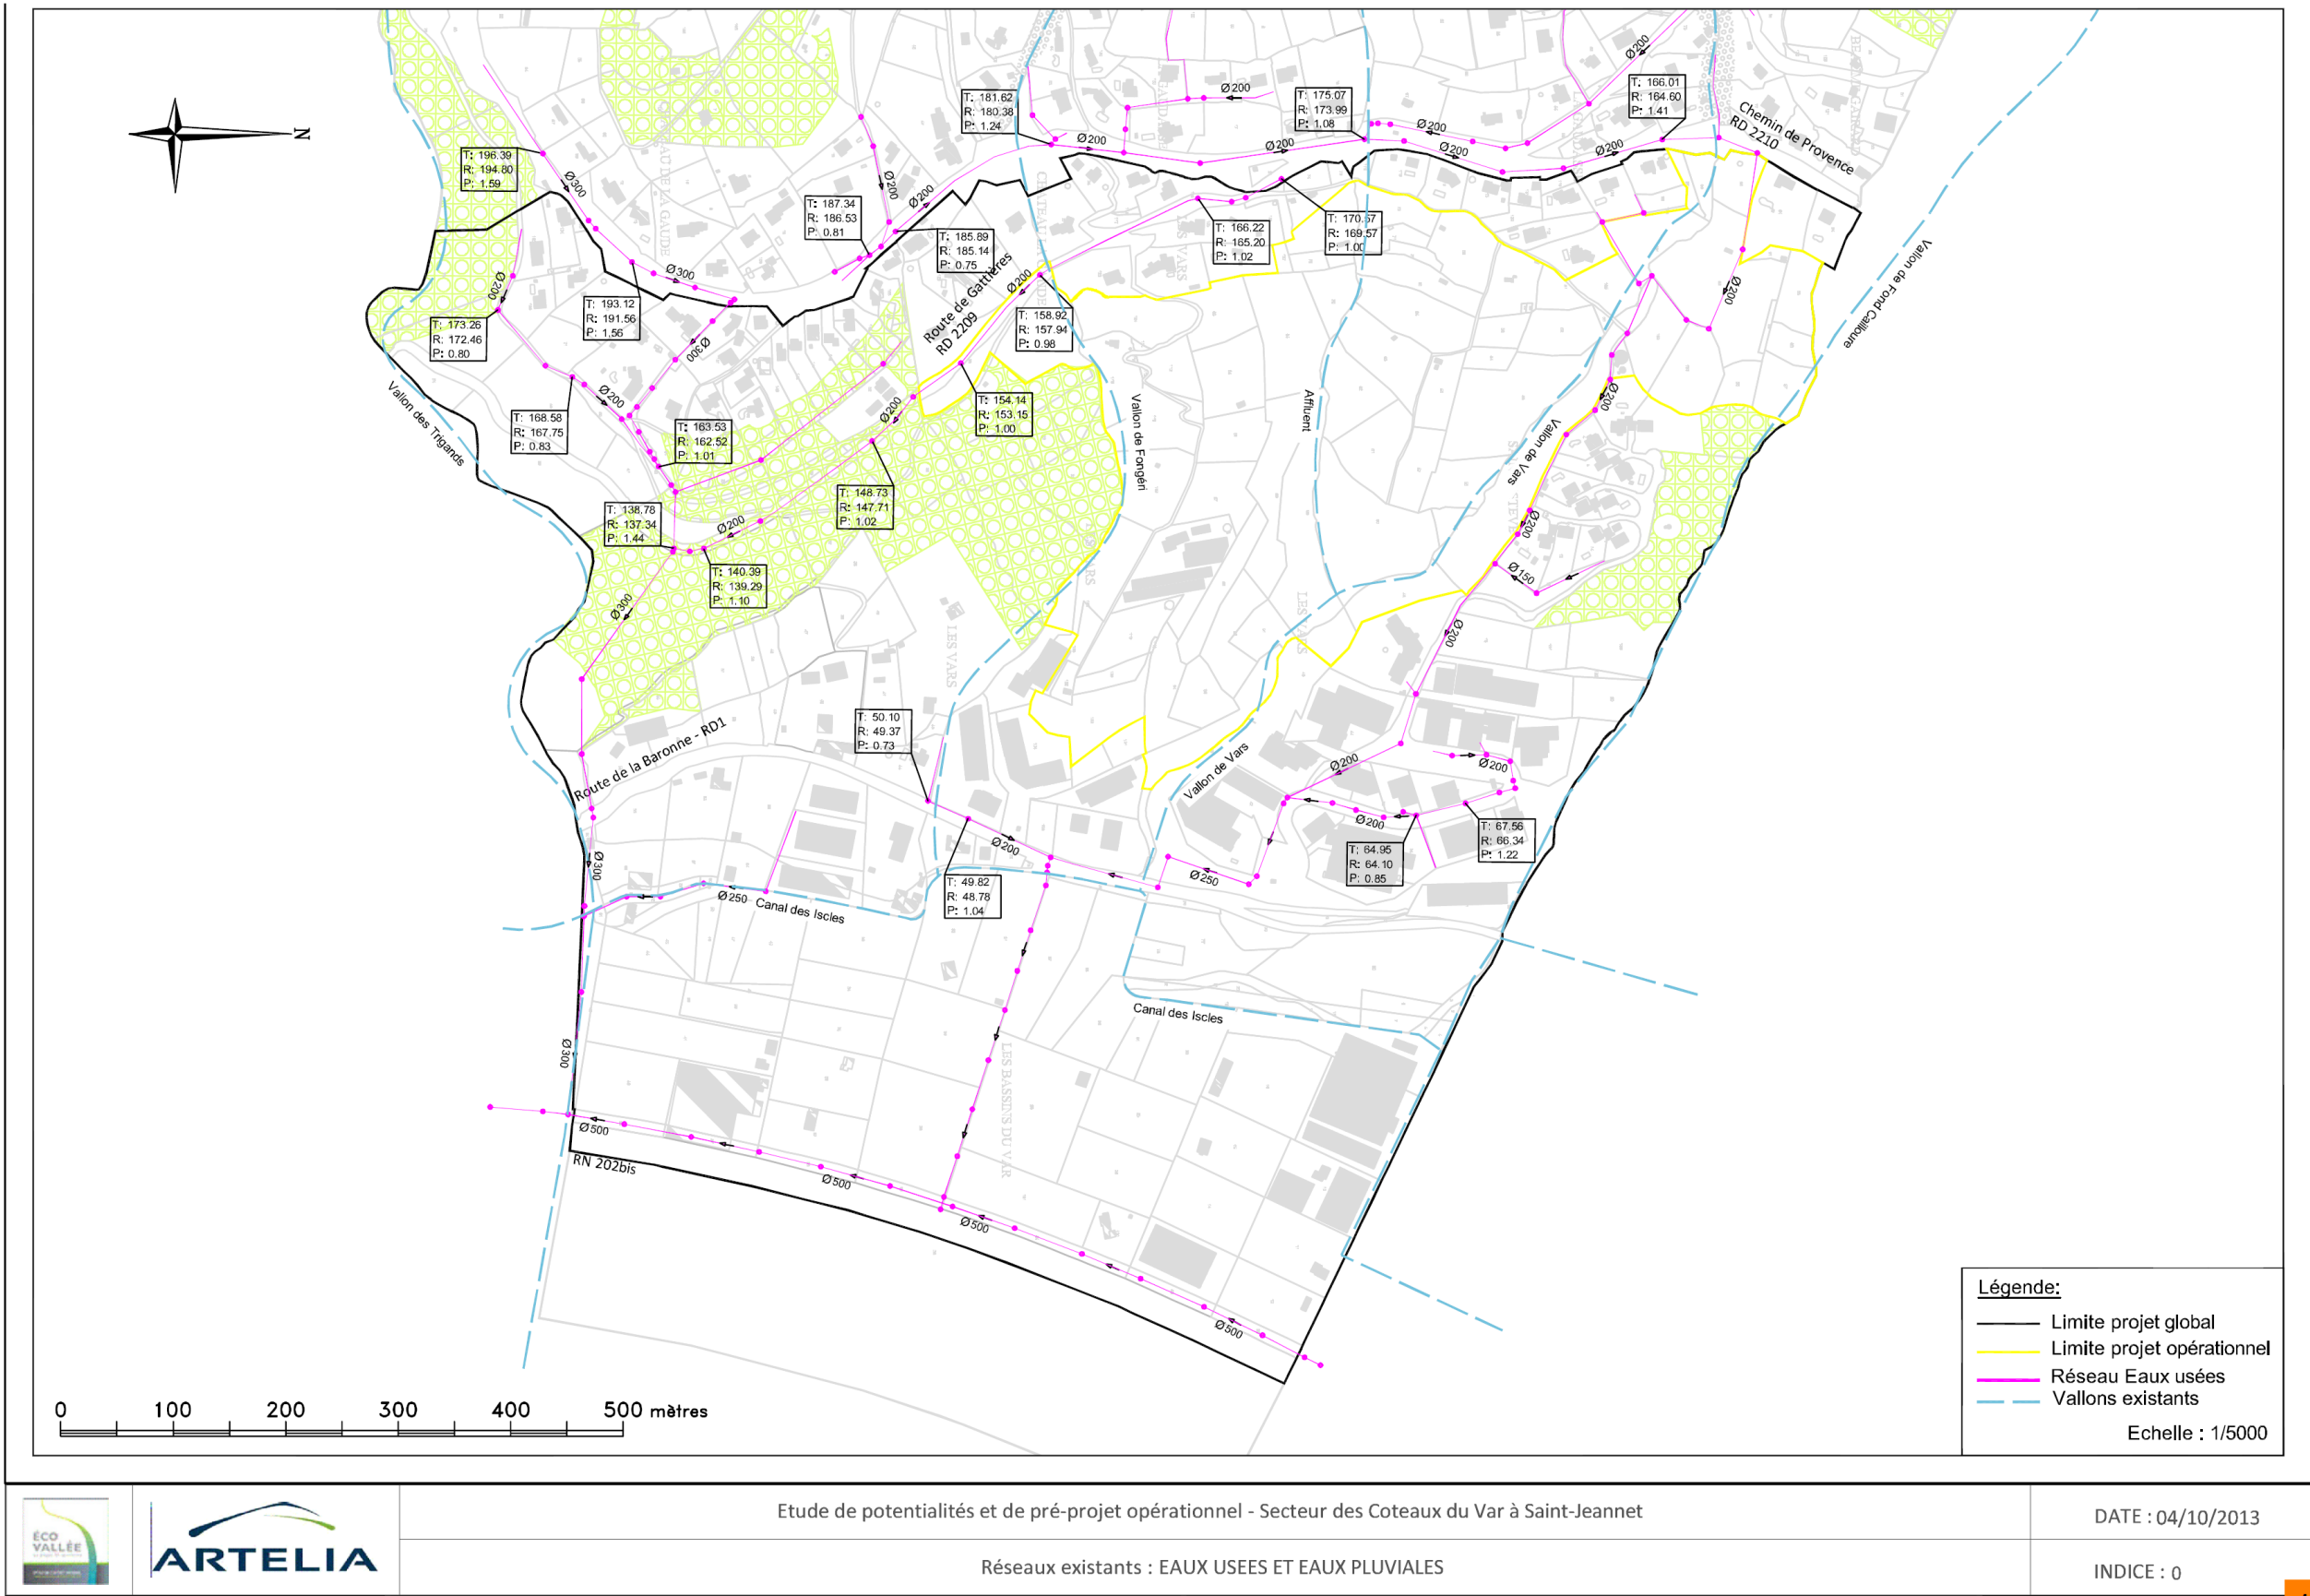 Ø200
T: 181.62
R: 180.38
P: 1.24
Ø200
T: 175.07
R: 173.99
P: 1.08
T: 166.01
R: 164.60
P: 1.41
Chemin de Provence
RD 2210
N
T: 196.39
R: 194.80
P: 1.59
Ø300
Ø200
Ø200
Ø200
Ø200
Ø200
Ø200
Ø200
T: 187.34
R: 186.53
P: 0.81
T: 185.89
R: 185.14
P: 0.75
T: 166.22
R: 165.20
P: 1.02
T: 170.57
R: 169.57
P: 1.00
Ø300
Ø200
T: 193.12
R: 191.56
P: 1.56
T: 173.26
R: 172.46
P: 0.80
Ø300
Route de Gattières
RD 2209
Ø200
T: 158.92
R: 157.94
P: 0.98
Ø200
Vallon de Fond Cailloure
Vallon des Trigands
Ø200
T: 168.58
R: 167.75
P: 0.83
T: 163.53
R: 162.52
P: 1.01
Ø200
T: 154.14
R: 153.15
P: 1.00
Vallon de Fongéri
Affluent
Ø200
Vallon de Vars
T: 148.73
R: 147.71
P: 1.02
T: 138.78
R: 137.34
P: 1.44
Ø200
T: 140.39
R: 139.29
P: 1.10
Ø200
Ø150
Ø300
LES VARS
LES VARS
Ø200
T: 50.10
R: 49.37
P: 0.73
Route de la Baronne - RD1
Vallon de Vars
Ø200
Ø200
Ø200
T: 67.56
R: 66.34
P: 1.22
T: 64.95
R: 64.10
P: 0.85
Ø200
Ø300
Ø250
T: 49.82
R: 48.78
P: 1.04
Ø250
Canal des Iscles
Canal des Iscles
Ø300
LES BASSINS DU VAR
Ø500
RN 202bis
Ø500
Ø500
Ø500
0 100 200 300 400 500 mètres
Légende:
Limite projet global
Limite projet opérationnel
Réseau Eaux usées
Vallons existants
Echelle : 1/5000
ÉCO
VALLÉE
ARTELIA
Etude de potentialités et de pré-projet opérationnel - Secteur des Coteaux du Var à Saint-Jeannet
Réseaux existants : EAUX USEES ET EAUX PLUVIALES
DATE : 04/10/2013
INDICE : 0